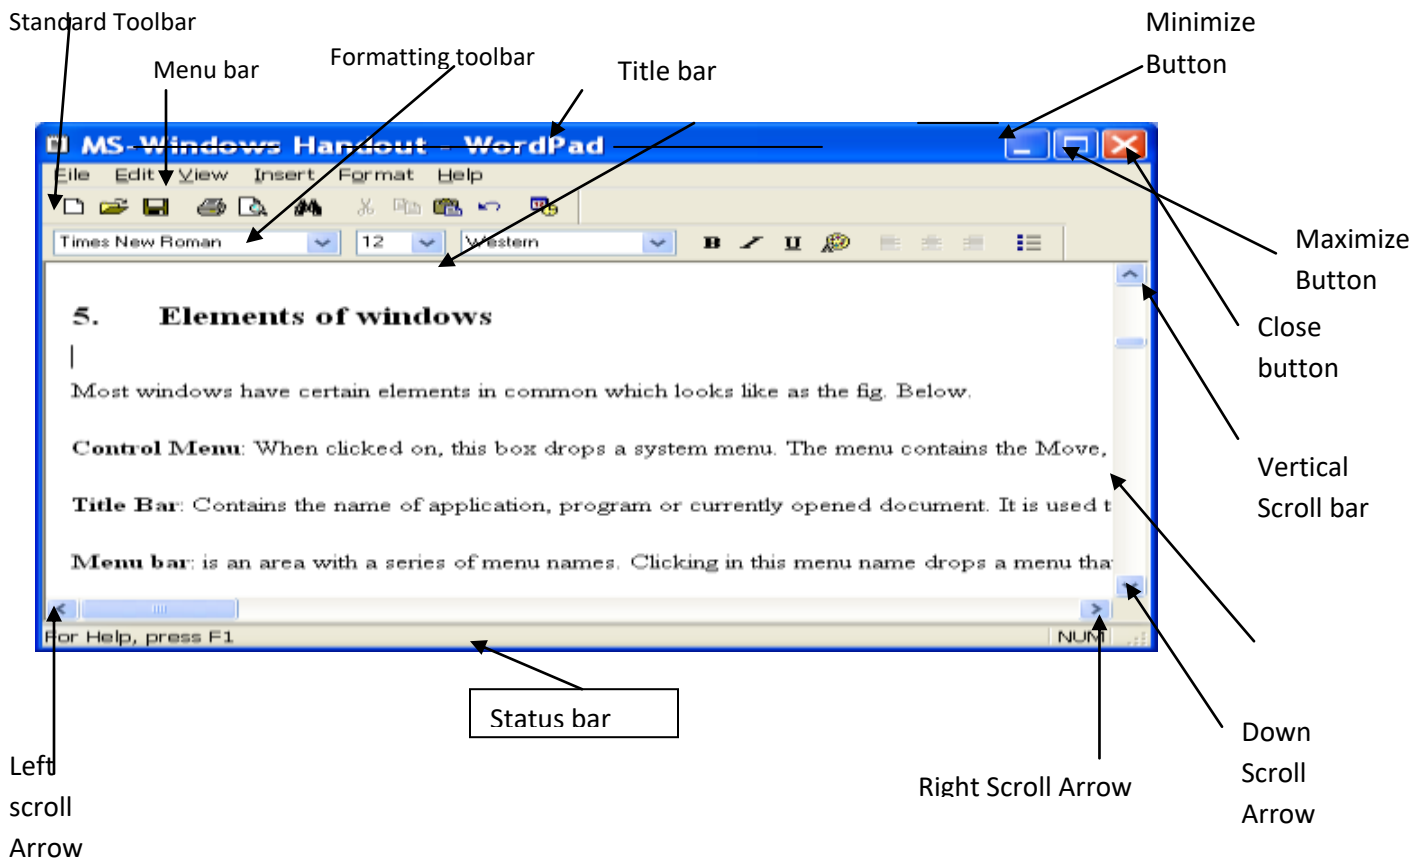 Standard Toolbar
Menu bar
Formatting toolbar
Title bar
Minimize
Button
MS-Windows Handout - WordPad
File Edit View Insert Format Help
Times New Roman 12 Western B U
Maximize
Button
5. Elements of windows
Close
button
Most windows have certain elements in common which looks like as the fig. Below.
Control Menu: When clicked on, this box drops a system menu. The menu contains the Move,
Vertical
Scroll bar
Title Bar: Contains the name of application, program or currently opened document. It is used t
Menu bar: is an area with a series of menu names. Clicking in this menu name drops a menu tha
For Help, press F1 NUM
Status bar
Left
scroll
Arrow
Right Scroll Arrow
Down
Scroll
Arrow